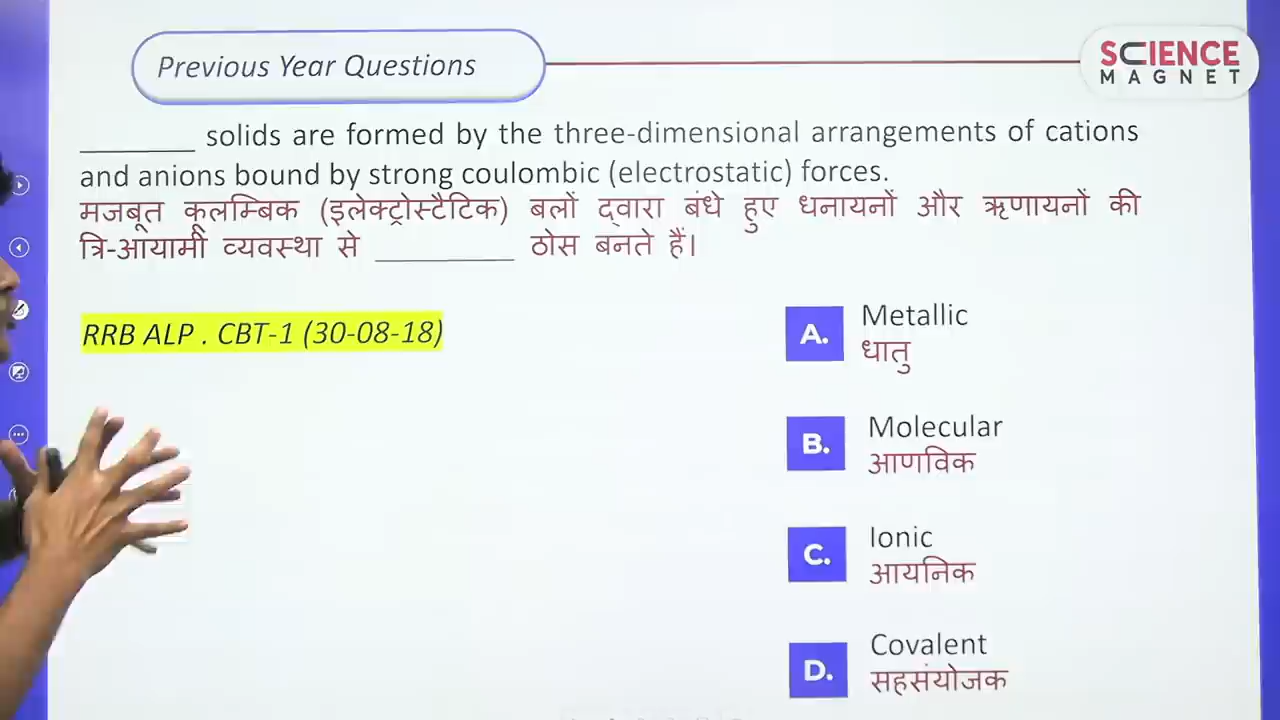 Previous Year Questions
SCIENCE
MAGNET
________ solids are formed by the three-dimensional arrangements of cations
and anions bound by strong coulombic (electrostatic) forces.
मजबूत कूलम्बिक (इलेक्ट्रोस्टैटिक) बलों द्वारा बंधे हुए धनायनों और ऋणायनों की
त्रि-आयामी व्यवस्था से __________ ठोस बनते हैं।
RRB ALP . CBT-1 (30-08-18)
A. Metallic
धातु
B. Molecular
आणविक
C. Ionic
आयनिक
D. Covalent
सहसंयोजक